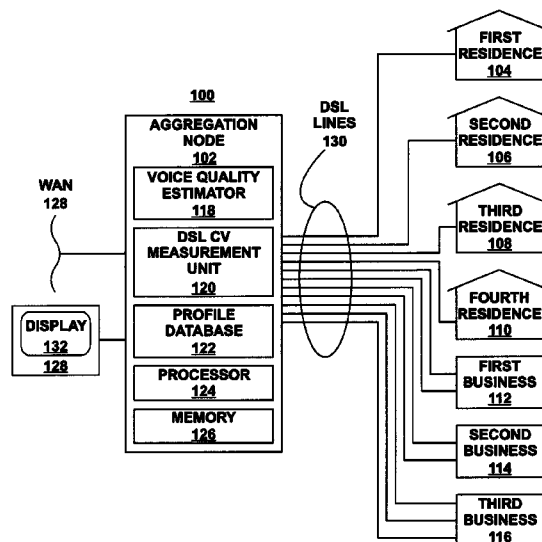 100
AGGREGATION
NODE
102
VOICE QUALITY
ESTIMATOR
118
DSL CV
MEASUREMENT
UNIT
120
PROFILE
DATABASE
122
PROCESSOR
124
MEMORY
126
WAN
128
DISPLAY
132
128
DSL
LINES
130
FIRST
RESIDENCE
104
SECOND
RESIDENCE
106
THIRD
RESIDENCE
108
FOURTH
RESIDENCE
110
FIRST
BUSINESS
112
SECOND
BUSINESS
114
THIRD
BUSINESS
116